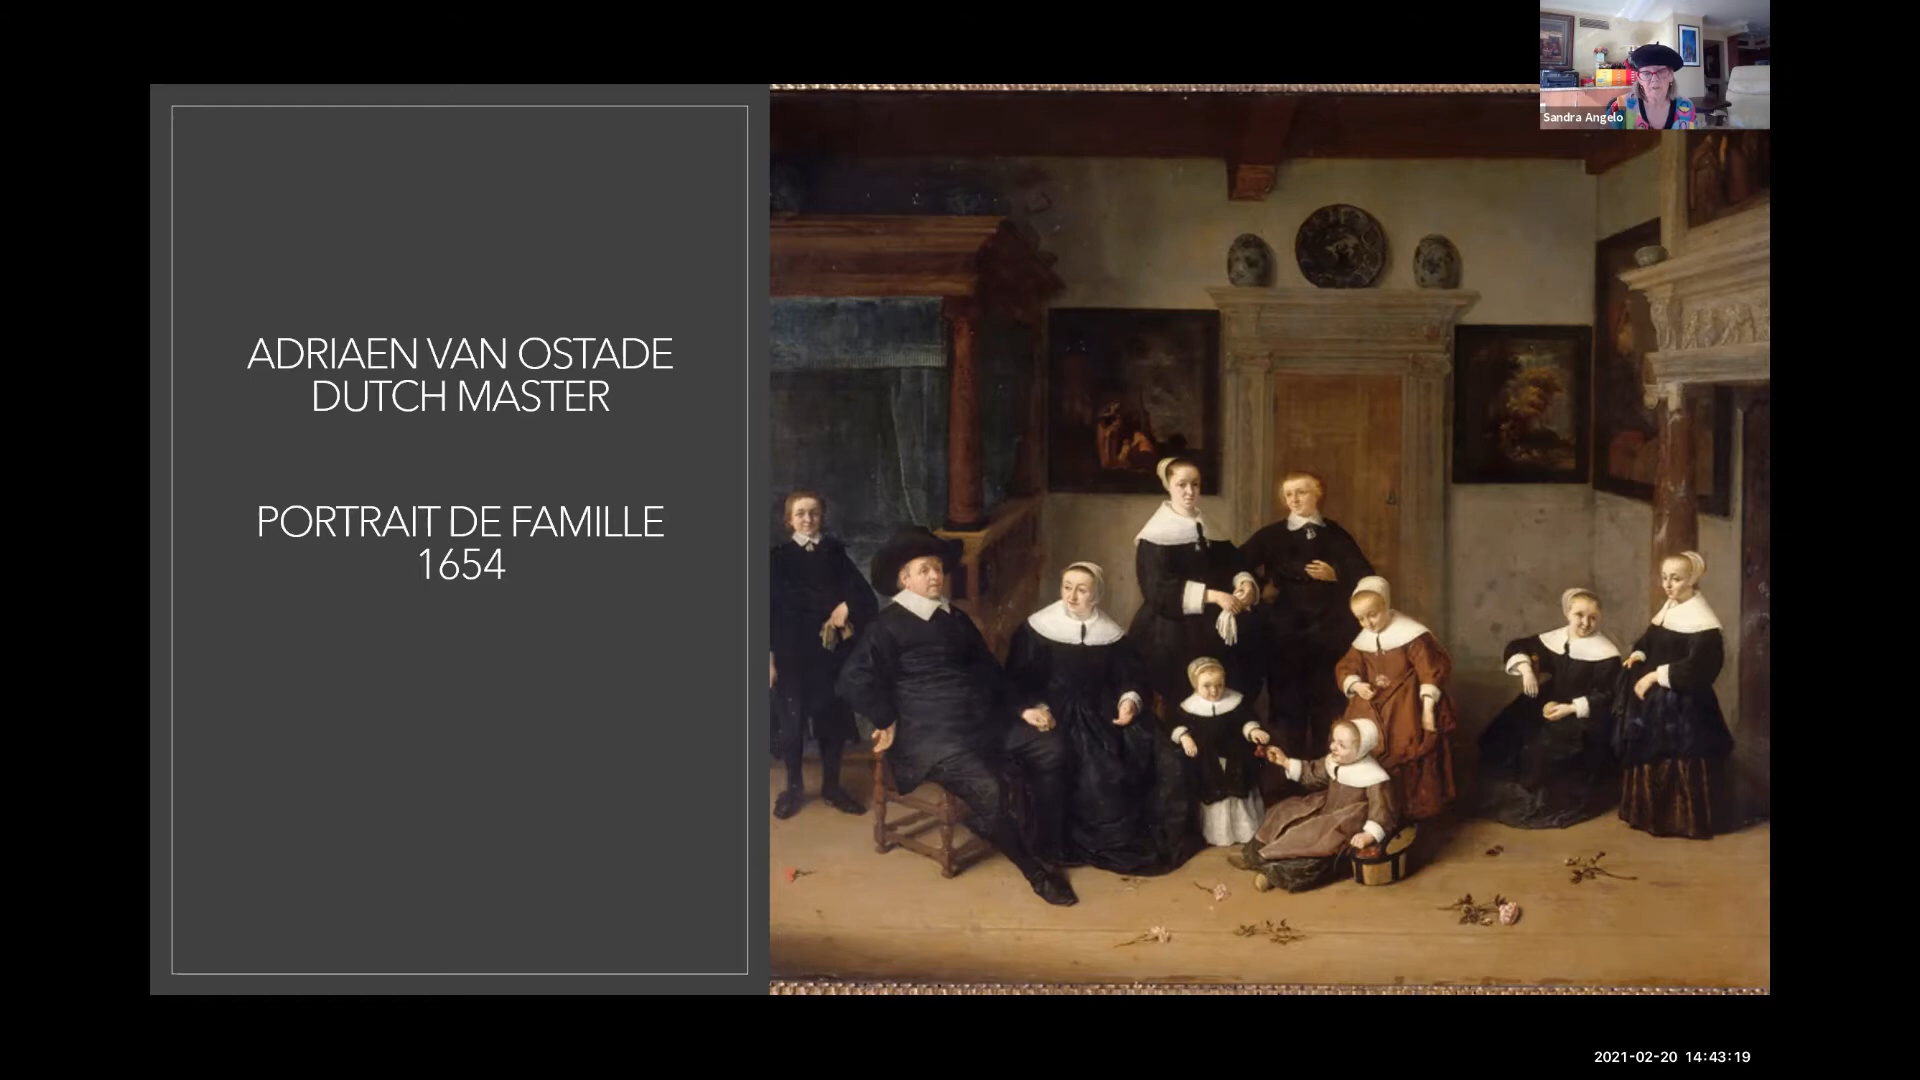 Sandra Angelo
ADRIAEN VAN OSTADE
DUTCH MASTER
PORTRAIT DE FAMILLE
1654
2021-02-20 14:43:19